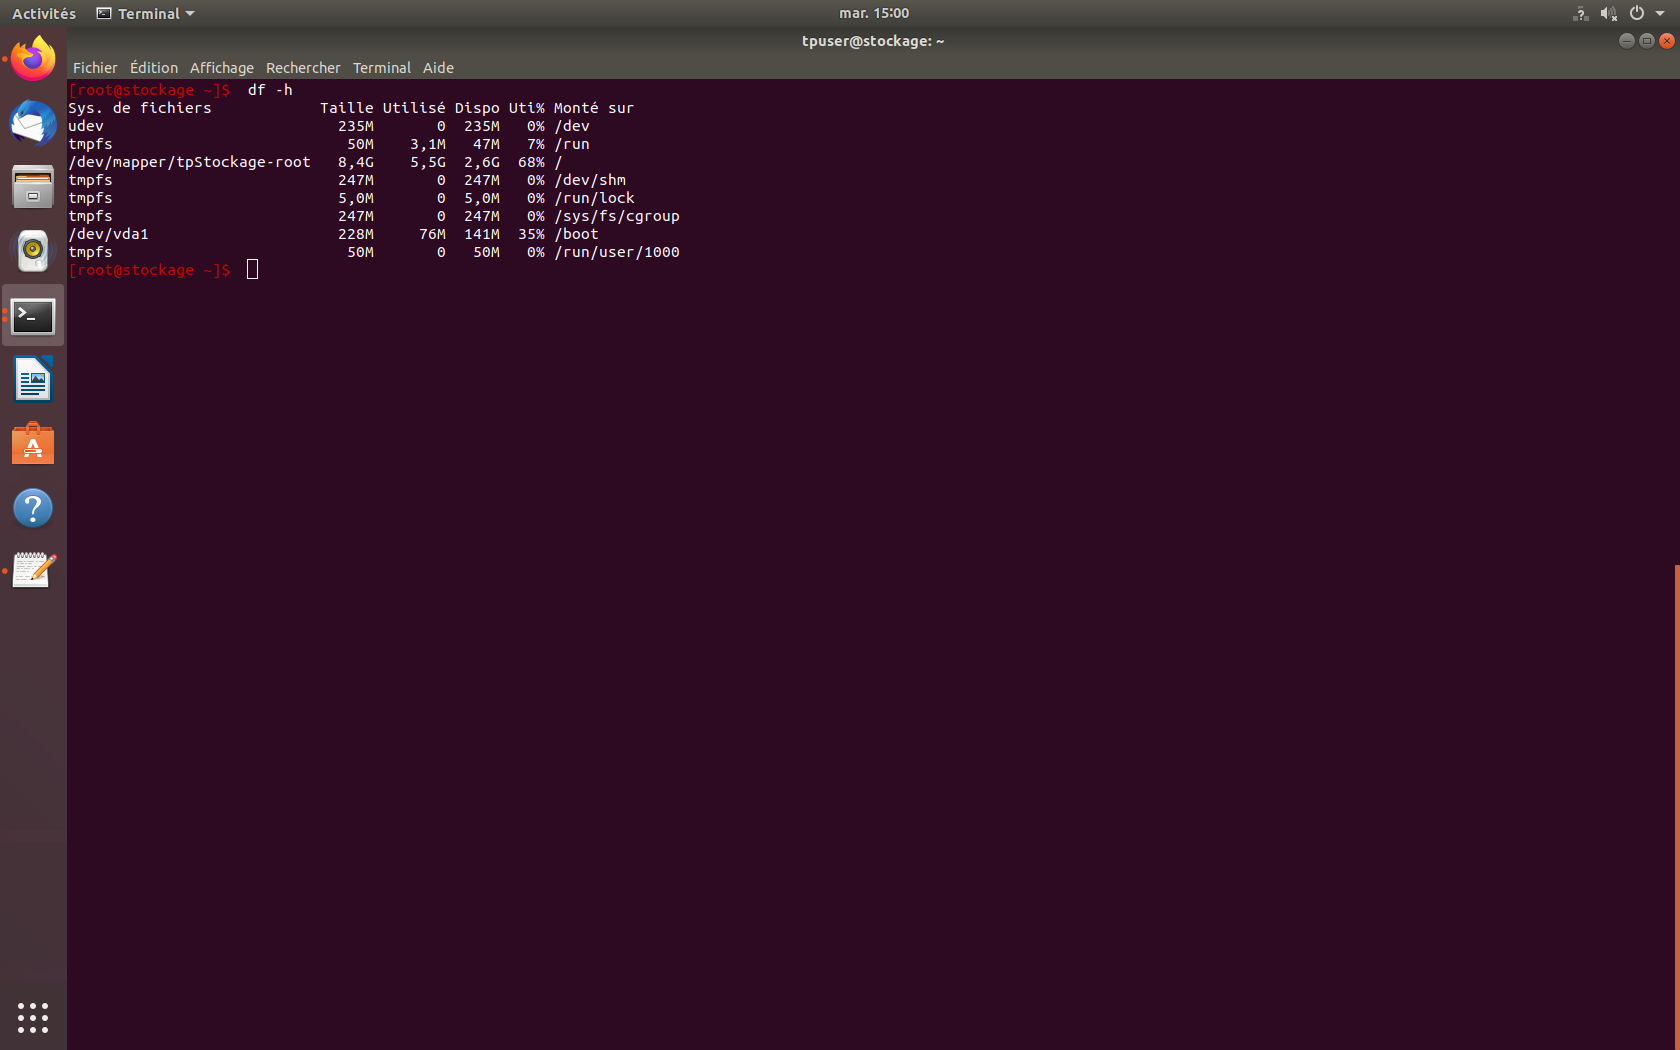 Activités Terminal mar. 15:00
tpuser@stockage: ~
Fichier Édition Affichage Rechercher Terminal Aide
[root@stockage ~]$ df -h
Sys. de fichiers Taille Utilisé Dispo Uti% Monté sur
udev 235M 0 235M 0% /dev
tmpfs 50M 3,1M 47M 7% /run
/dev/mapper/tpStockage-root 8,4G 5,5G 2,6G 68% /
tmpfs 247M 0 247M 0% /dev/shm
tmpfs 5,0M 0 5,0M 0% /run/lock
tmpfs 247M 0 247M 0% /sys/fs/cgroup
/dev/vda1 228M 76M 141M 35% /boot
tmpfs 50M 0 50M 0% /run/user/1000
[root@stockage ~]$